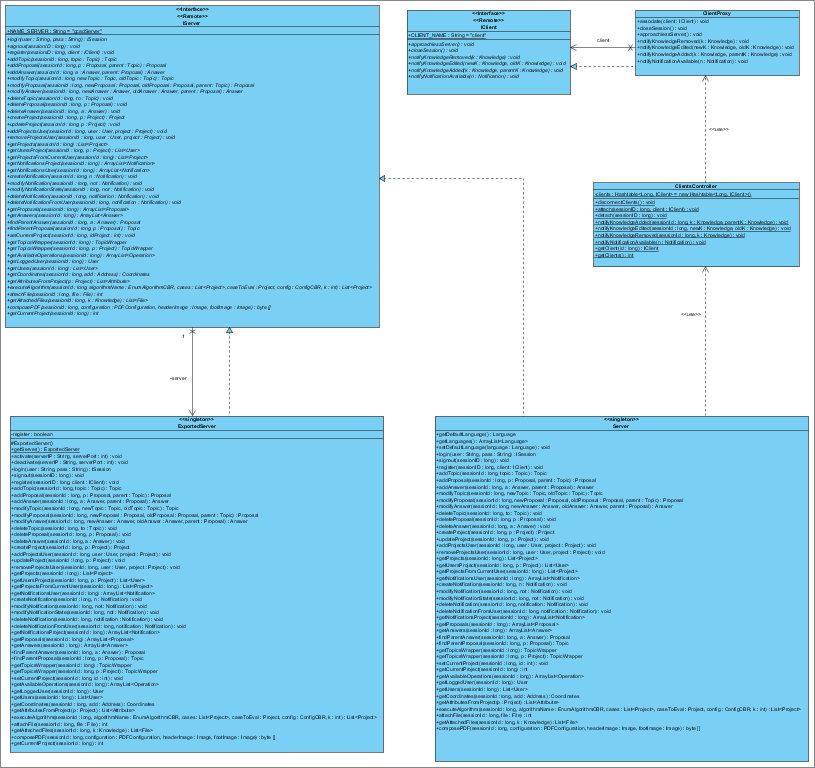 <<Interface>>
<<Remote>>
IServer
+NAME_SERVER : String = "gcadServer"
+login(user : String, pass : String) : ISession
+signout(sessionID : long) : void
+register(sessionId : long, client : IClient) : void
+addTopic(sessionId : long, topic : Topic) : Topic
+addProposal(sessionId : long, p : Proposal, parent : Topic) : Proposal
+addAnswer(sessionId : long, a : Answer, parent : Proposal) : Answer
+modifyTopic(sessionId : long, newTopic : Topic, oldTopic : Topic) : Topic
+modifyProposal(sessionId : long, newProposal : Proposal, oldProposal : Proposal, parent : Topic) : Proposal
+modifyAnswer(sessionId : long, newAnswer : Answer, oldAnswer : Answer, parent : Proposal) : Answer
+deleteTopic(sessionId : long, to : Topic) : void
+deleteProposal(sessionId : long, p : Proposal) : void
+deleteAnswer(sessionId : long, a : Answer) : void
+createProject(sessionId : long, p : Project) : Project
+updateProject(sessionId : long, p : Project) : void
+addProjectsUser(sessionId : long, user : User, project : Project) : void
+removeProjectsUser(sessionId : long, user : User, project : Project) : void
+getProjects(sessionId : long) : List<Project>
+getUsersProject(sessionId : long, p : Project) : List<User>
+getProjectsFromCurrentUser(sessionId : long) : List<Project>
+getNotificationsProject(sessionId : long) : ArrayList<Notification>
+getNotificationsUser(sessionId : long) : ArrayList<Notification>
+createNotification(sessionId : long, n : Notification) : void
+modifyNotification(sessionId : long, not : Notification) : void
+modifyNotificationState(sessionId : long, not : Notification) : void
+deleteNotification(sessionId : long, notification : Notification) : void
+deleteNotificationFromUser(sessionId : long, notification : Notification) : void
+getProposals(sessionId : long) : ArrayList<Proposal>
+getAnswers(sessionId : long) : ArrayList<Answer>
+findParentAnswer(sessionId : long, a : Answer) : Proposal
+findParentProposal(sessionId : long, p : Proposal) : Topic
+setCurrentProject(sessionId : long, idProject : int) : void
+getTopicsWrapper(sessionId : long) : TopicWrapper
+getTopicsWrapper(sessionId : long, p : Project) : TopicWrapper
+getAvailableOperations(sessionId : long) : ArrayList<Operation>
+getLoggedUser(sessionId : long) : User
+getUsers(sessionId : long) : List<User>
+getCoordinates(sessionId : long, add : Address) : Coordinates
+getAttributesFromProject(p : Project) : List<Attribute>
+executeAlgorithm(sessionId : long, algorithmName : EnumAlgorithmCBR, cases : List<Project>, caseToEval : Project, config : ConfigCBR, k : int) : List<Project>
+attachFile(sessionId : long, file : File) : int
+getAttachedFiles(sessionId : long, k : Knowledge) : List<File>
+composePDF(sessionId : long, configuration : PDFConfiguration, headerImage : Image, footImage : Image) : byte []
+getCurrentProject(sessionId : long) : int
<<Interface>>
<<Remote>>
IClient
+CLIENT_NAME : String = "client"
+approachlessServer() : void
+closeSession() : void
+notifyKnowledgeRemoved(k : Knowledge) : void
+notifyKnowledgeEdited(newK : Knowledge, oldK : Knowledge) : void
+notifyKnowledgeAdded(k : Knowledge, parentK : Knowledge) : void
+notifyNotificationAvailable(n : Notification) : void
client
ClientProxy
+associate(client : IClient) : void
+closeSession() : void
+approachlessServer() : void
+notifyKnowledgeRemoved(k : Knowledge) : void
+notifyKnowledgeEdited(newK : Knowledge, oldK : Knowledge) : void
+notifyKnowledgeAdded(k : Knowledge, parentK : Knowledge) : void
+notifyNotificationAvailable(n : Notification) : void
<<use>>
ClientsController
-clients : Hashtable<Long, IClient> = new Hashtable<Long, IClient>()
+disconnectClients() : void
+attach(sessionID : long, client : IClient) : void
+detach(sessionID : long) : void
+notifyKnowledgeAdded(sessionId : long, k : Knowledge, parentK : Knowledge) : void
+notifyKnowledgeEdited(sessionId : long, newK : Knowledge, oldK : Knowledge) : void
+notifyKnowledgeRemoved(sessionId : long, k : Knowledge) : void
+notifyNotificationAvailable(n : Notification) : void
+getClient(id : long) : IClient
+getClients() : int
<<use>>
1
-server
<<singleton>>
ExportedServer
-register : boolean
#ExportedServer()
+getServer() : ExportedServer
+activate(serverIP : String, serverPort : int) : void
+deactivate(serverIP : String, serverPort : int) : void
+login(user : String, pass : String) : ISession
+signout(sessionID : long) : void
+register(sessionId : long, client : IClient) : void
+addTopic(sessionId : long, topic : Topic) : Topic
+addProposal(sessionId : long, p : Proposal, parent : Topic) : Proposal
+addAnswer(sessionId : long, a : Answer, parent : Proposal) : Answer
+modifyTopic(sessionId : long, newTopic : Topic, oldTopic : Topic) : Topic
+modifyProposal(sessionId : long, newProposal : Proposal, oldProposal : Proposal, parent : Topic) : Proposal
+modifyAnswer(sessionId : long, newAnswer : Answer, oldAnswer : Answer, parent : Proposal) : Answer
+deleteTopic(sessionId : long, to : Topic) : void
+deleteProposal(sessionId : long, p : Proposal) : void
+deleteAnswer(sessionId : long, a : Answer) : void
+createProject(sessionId : long, p : Project) : Project
+addProjectsUser(sessionId : long, user : User, project : Project) : void
+updateProject(sessionId : long, p : Project) : void
+removeProjectsUser(sessionId : long, user : User, project : Project) : void
+getProjects(sessionId : long) : List<Project>
+getUsersProject(sessionId : long, p : Project) : List<User>
+getProjectsFromCurrentUser(sessionId : long) : List<Project>
+getNotificationsUser(sessionId : long) : ArrayList<Notification>
+createNotification(sessionId : long, n : Notification) : void
+modifyNotification(sessionId : long, not : Notification) : void
+modifyNotificationState(sessionId : long, not : Notification) : void
+deleteNotification(sessionId : long, notification : Notification) : void
+deleteNotificationFromUser(sessionId : long, notification : Notification) : void
+getNotificationsProject(sessionId : long) : ArrayList<Notification>
+getProposals(sessionId : long) : ArrayList<Proposal>
+getAnswers(sessionId : long) : ArrayList<Answer>
+findParentAnswer(sessionId : long, a : Answer) : Proposal
+findParentProposal(sessionId : long, p : Proposal) : Topic
+getTopicsWrapper(sessionId : long) : TopicWrapper
+getTopicsWrapper(sessionId : long, p : Project) : TopicWrapper
+setCurrentProject(sessionId : long, id : int) : void
+getAvailableOperations(sessionId : long) : ArrayList<Operation>
+getLoggedUser(sessionId : long) : User
+getUsers(sessionId : long) : List<User>
+getCoordinates(sessionId : long, add : Address) : Coordinates
+getAttributesFromProject(p : Project) : List<Attribute>
+executeAlgorithm(sessionId : long, algorithmName : EnumAlgorithmCBR, cases : List<Project>, caseToEval : Project, config : ConfigCBR, k : int) : List<Project>
+attachFile(sessionId : long, file : File) : int
+getAttachedFiles(sessionId : long, k : Knowledge) : List<File>
+composePDF(sessionId : long, configuration : PDFConfiguration, headerImage : Image, footImage : Image) : byte []
+getCurrentProject(sessionId : long) : int
<<singleton>>
Server
+getDefaultLanguage() : Language
+getLanguages() : ArrayList<Language>
+setDefaultLanguage(language : Language) : void
+login(user : String, pass : String) : ISession
+signout(sessionID : long) : void
+register(sessionId : long, client : IClient) : void
+addTopic(sessionId : long, topic : Topic) : Topic
+addProposal(sessionId : long, p : Proposal, parent : Topic) : Proposal
+addAnswer(sessionId : long, a : Answer, parent : Proposal) : Answer
+modifyTopic(sessionId : long, newTopic : Topic, oldTopic : Topic) : Topic
+modifyProposal(sessionId : long, newProposal : Proposal, oldProposal : Proposal, parent : Topic) : Proposal
+modifyAnswer(sessionId : long, newAnswer : Answer, oldAnswer : Answer, parent : Proposal) : Answer
+deleteTopic(sessionId : long, to : Topic) : void
+deleteProposal(sessionId : long, p : Proposal) : void
+deleteAnswer(sessionId : long, a : Answer) : void
+createProject(sessionId : long, p : Project) : Project
+updateProject(sessionId : long, p : Project) : void
+addProjectsUser(sessionId : long, user : User, project : Project) : void
+removeProjectsUser(sessionId : long, user : User, project : Project) : void
+getProjects(sessionId : long) : List<Project>
+getUsersProject(sessionId : long, p : Project) : List<User>
+getProjectsFromCurrentUser(sessionId : long) : List<Project>
+getNotificationsUser(sessionId : long) : ArrayList<Notification>
+createNotification(sessionId : long, n : Notification) : void
+modifyNotification(sessionId : long, not : Notification) : void
+modifyNotificationState(sessionId : long, not : Notification) : void
+deleteNotification(sessionId : long, notification : Notification) : void
+deleteNotificationFromUser(sessionId : long, notification : Notification) : void
+getNotificationsProject(sessionId : long) : ArrayList<Notification>
+getProposals(sessionId : long) : ArrayList<Proposal>
+getAnswers(sessionId : long) : ArrayList<Answer>
+findParentAnswer(sessionId : long, a : Answer) : Proposal
+findParentProposal(sessionId : long, p : Proposal) : Topic
+getTopicsWrapper(sessionId : long) : TopicWrapper
+getTopicsWrapper(sessionId : long, p : Project) : TopicWrapper
+setCurrentProject(sessionId : long, id : int) : void
+getCurrentProject(sessionId : long) : int
+getAvailableOperations(sessionId : long) : ArrayList<Operation>
+getLoggedUser(sessionId : long) : User
+getUsers(sessionId : long) : List<User>
+getCoordinates(sessionId : long, add : Address) : Coordinates
+getAttributesFromProject(p : Project) : List<Attribute>
+executeAlgorithm(sessionId : long, algorithmName : EnumAlgorithmCBR, cases : List<Project>, caseToEval : Project, config : ConfigCBR, k : int) : List<Project>
+attachFile(sessionId : long, file : File) : int
+getAttachedFiles(sessionId : long, k : Knowledge) : List<File>
+composePDF(sessionId : long, configuration : PDFConfiguration, headerImage : Image, footImage : Image) : byte []